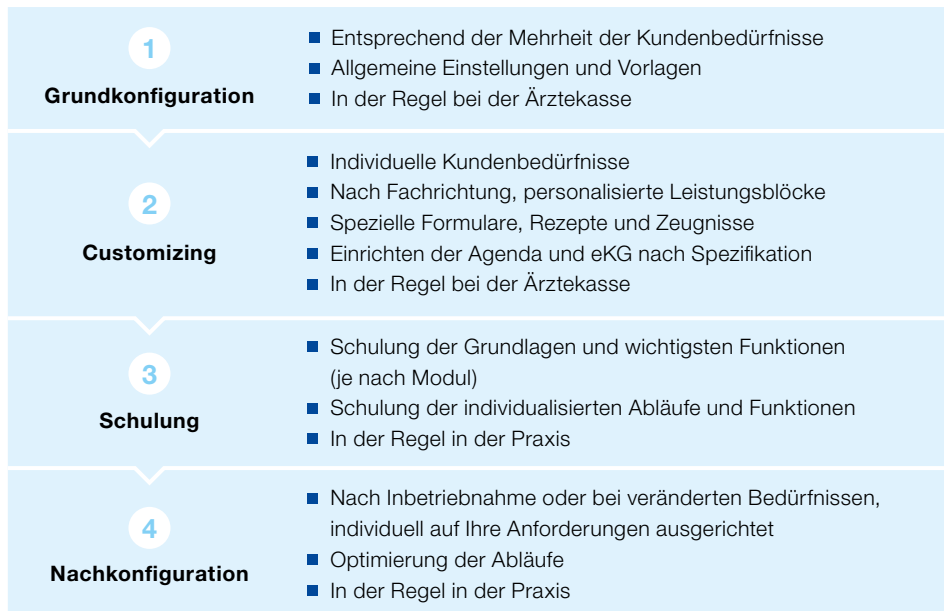 1
Grundkonfiguration
Entsprechend der Mehrheit der Kundenbedürfnisse
Allgemeine Einstellungen und Vorlagen
In der Regel bei der Ärztekasse
2
Customizing
Individuelle Kundenbedürfnisse
Nach Fachrichtung, personalisierte Leistungsblöcke
Spezielle Formulare, Rezepte und Zeugnisse
Einrichten der Agenda und eKG nach Spezifikation
In der Regel bei der Ärztekasse
3
Schulung
Schulung der Grundlagen und wichtigsten Funktionen
(je nach Modul)
Schulung der individualisierten Abläufe und Funktionen
In der Regel in der Praxis
4
Nachkonfiguration
Nach Inbetriebnahme oder bei veränderten Bedürfnissen,
individuell auf Ihre Anforderungen ausgerichtet
Optimierung der Abläufe
In der Regel in der Praxis